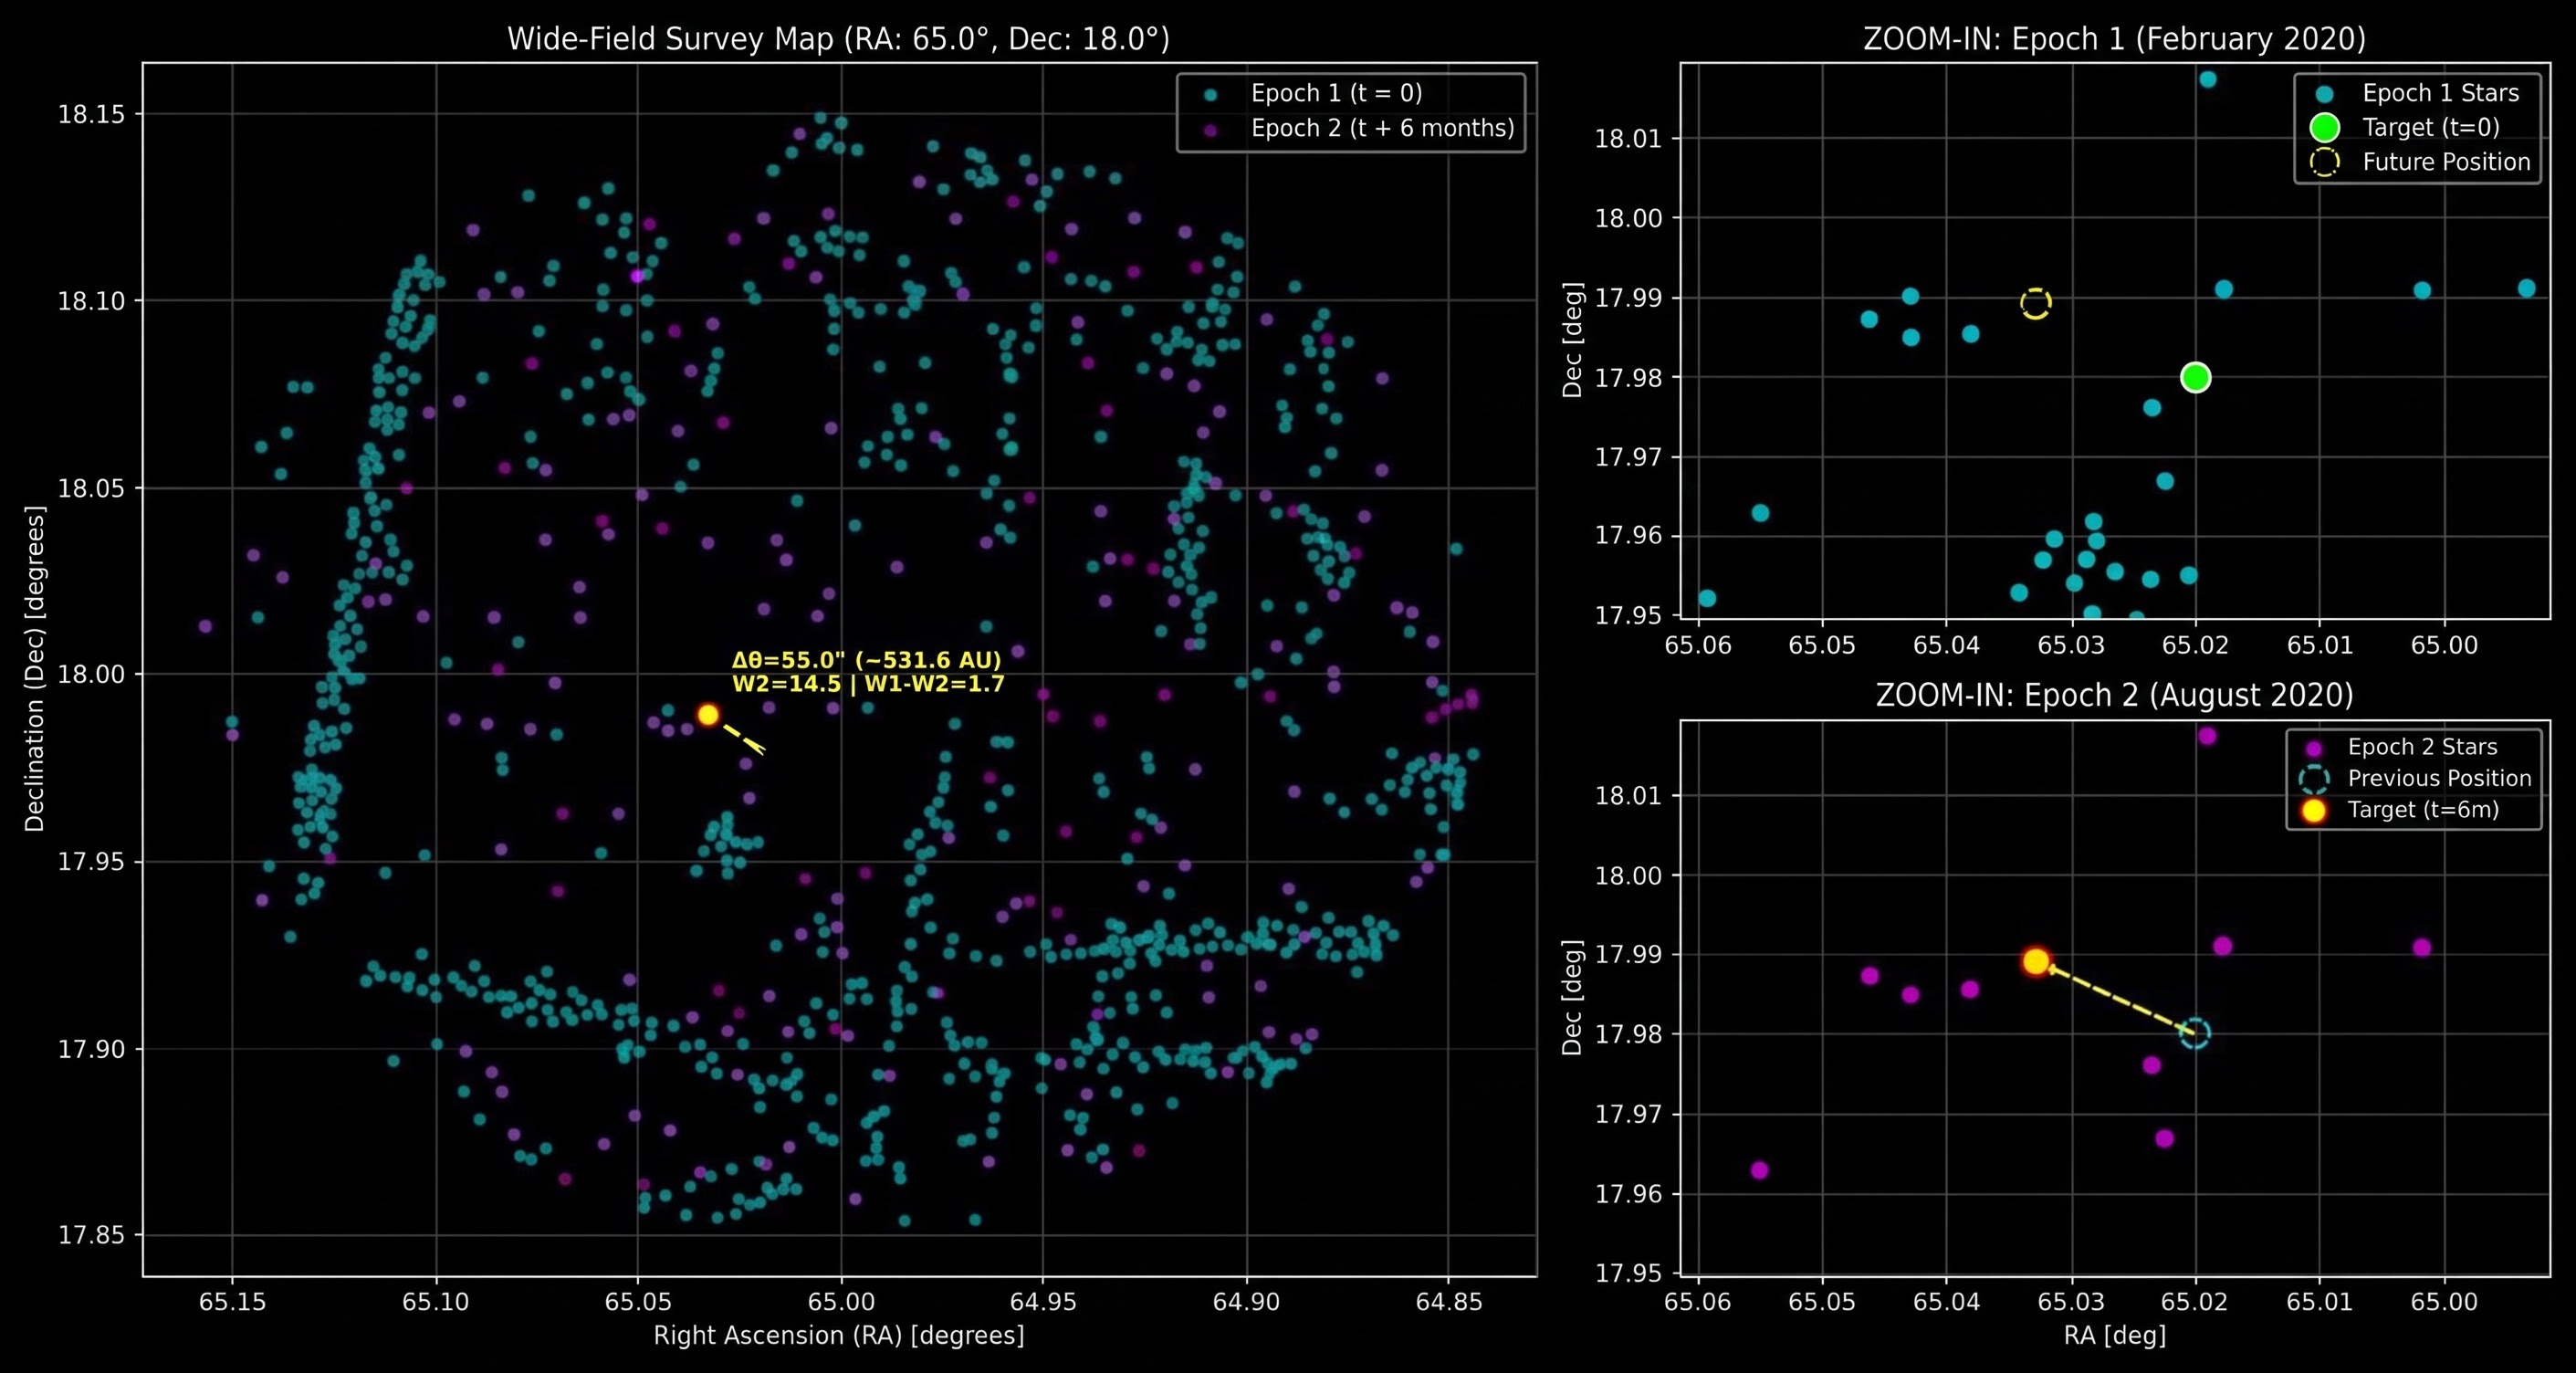 Wide-Field Survey Map (RA: 65.0°, Dec: 18.0°)
Epoch 1 (t = 0)
Epoch 2 (t + 6 months)
Declination (Dec) [degrees]
18.15
18.10
18.05
18.00
17.95
17.90
17.85
Δθ=55.0" (~531.6 AU)
W2=14.5 | W1-W2=1.7
65.15 65.10 65.05 65.00 64.95 64.90 64.85
Right Ascension (RA) [degrees]
ZOOM-IN: Epoch 1 (February 2020)
Epoch 1 Stars
Target (t=0)
Future Position
Dec [deg]
18.01
18.00
17.99
17.98
17.97
17.96
17.95
65.06 65.05 65.04 65.03 65.02 65.01 65.00
ZOOM-IN: Epoch 2 (August 2020)
Epoch 2 Stars
Previous Position
Target (t=6m)
Dec [deg]
18.01
18.00
17.99
17.98
17.97
17.96
17.95
65.06 65.05 65.04 65.03 65.02 65.01 65.00
RA [deg]